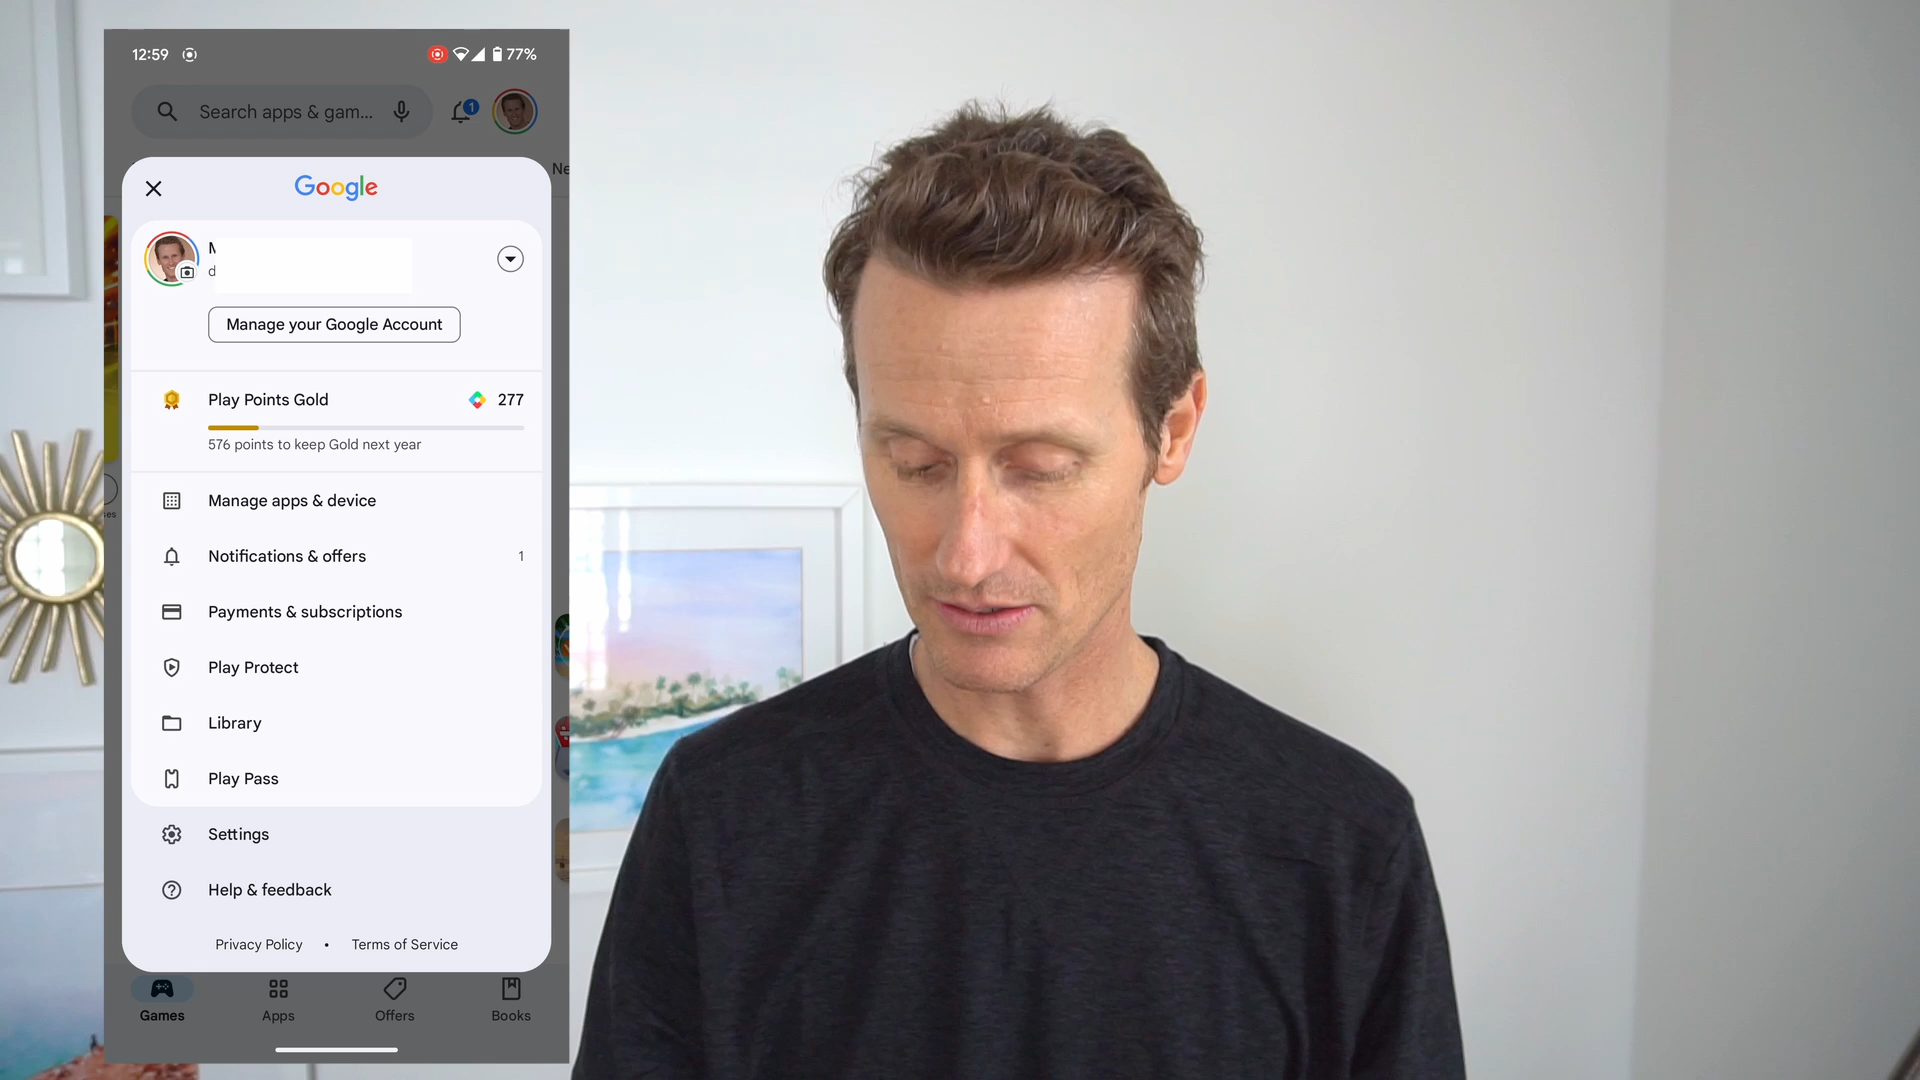 12:59
77%
Search apps & gam...
1
Ne
Google
M
d
Manage your Google Account
Play Points Gold
277
576 points to keep Gold next year
Manage apps & device
Notifications & offers
1
Payments & subscriptions
Play Protect
Library
Play Pass
Settings
Help & feedback
Privacy Policy • Terms of Service
Games
Apps
Offers
Books